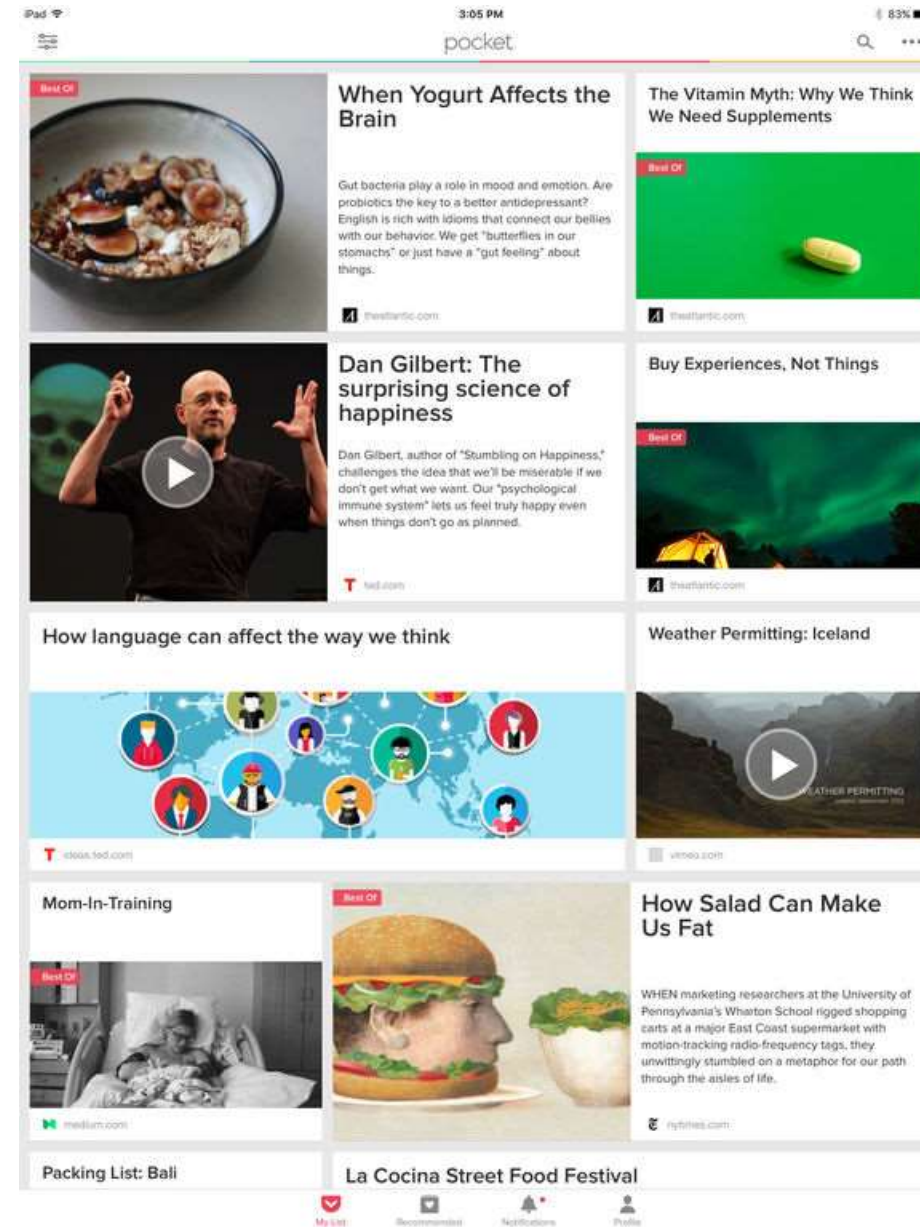 iPad
3:05 PM
83%
pocket
Best Of
When Yogurt Affects the
Brain
Gut bacteria play a role in mood and emotion. Are
probiotics the key to a better antidepressant?
English is rich with idioms that connect our bellies
with our behavior. We get "butterflies in our
stomachs" or just have a "gut feeling" about
things.
theatlantic.com
The Vitamin Myth: Why We Think
We Need Supplements
Best Of
theatlantic.com
Dan Gilbert: The
surprising science of
happiness
Dan Gilbert, author of "Stumbling on Happiness,"
challenges the idea that we'll be miserable if we
don't get what we want. Our "psychological
immune system" lets us feel truly happy even
when things don't go as planned.
ted.com
Buy Experiences, Not Things
Best Of
theatlantic.com
How language can affect the way we think
ideas.ted.com
Weather Permitting: Iceland
WEATHER PERMITTING
vimeo.com
Mom-In-Training
Best Of
medium.com
Best Of
How Salad Can Make
Us Fat
WHEN marketing researchers at the University of
Pennsylvania's Wharton School rigged shopping
carts at a major East Coast supermarket with
motion-tracking radio-frequency tags, they
unwittingly stumbled on a metaphor for our path
through the aisles of life.
nytimes.com
Packing List: Bali
La Cocina Street Food Festival
My List
Recommended
Notifications
Profile